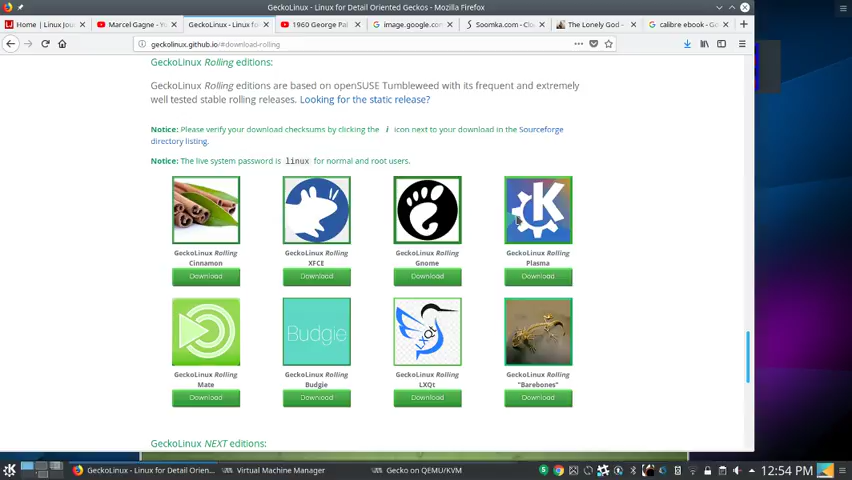 GeckoLinux - Linux for Detail Oriented Geckos - Mozilla Firefox
Home | Linux Jour
Marcel Gagne - Yo
GeckoLinux - Linux for
1960 George Pal
image.google.com
Soomka.com - Clo
The Lonely God -
calibre ebook - Go
geckolinux.github.io/#download-rolling
GeckoLinux Rolling editions:
GeckoLinux Rolling editions are based on openSUSE Tumbleweed with its frequent and extremely
well tested stable rolling releases. Looking for the static release?
Notice: Please verify your download checksums by clicking the i icon next to your download in the Sourceforge
directory listing.
Notice: The live system password is linux for normal and root users.
GeckoLinux Rolling Cinnamon
Download
GeckoLinux Rolling XFCE
Download
GeckoLinux Rolling Gnome
Download
GeckoLinux Rolling Plasma
Download
Budgie
LXQt
GeckoLinux Rolling Mate
Download
GeckoLinux Rolling Budgie
Download
GeckoLinux Rolling LXQt
Download
GeckoLinux Rolling "Barebones"
Download
GeckoLinux NEXT editions:
GeckoLinux - Linux for Detail Orien...
Virtual Machine Manager
Gecko on QEMU/KVM
12:54 PM